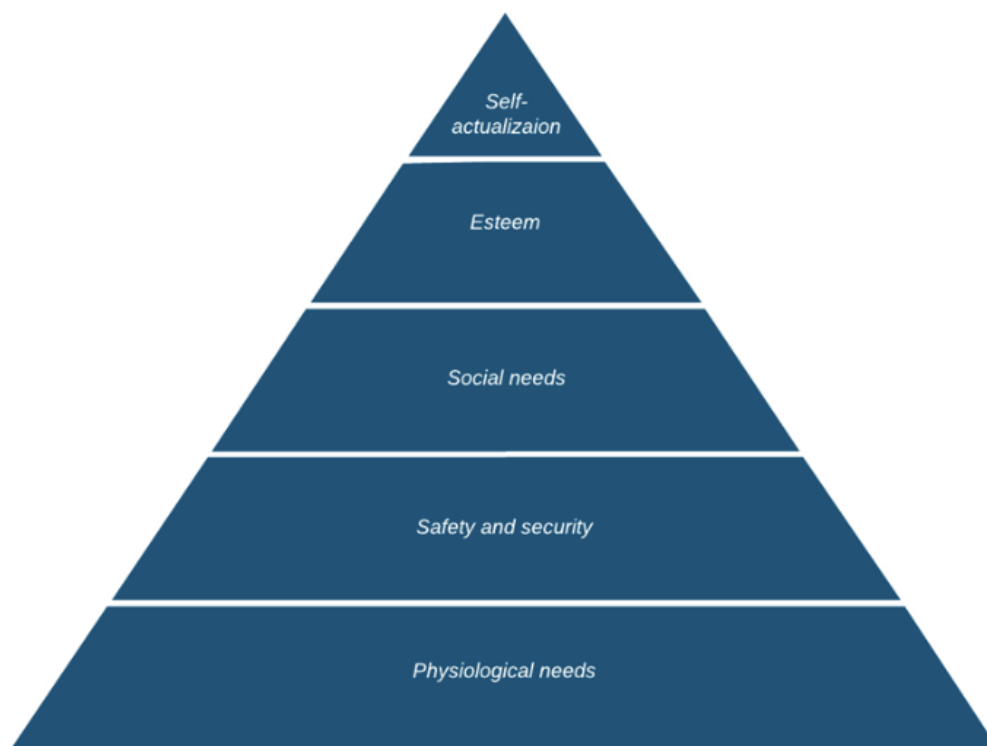 Self-
actualizaion
Esteem
Social needs
Safety and security
Physiological needs